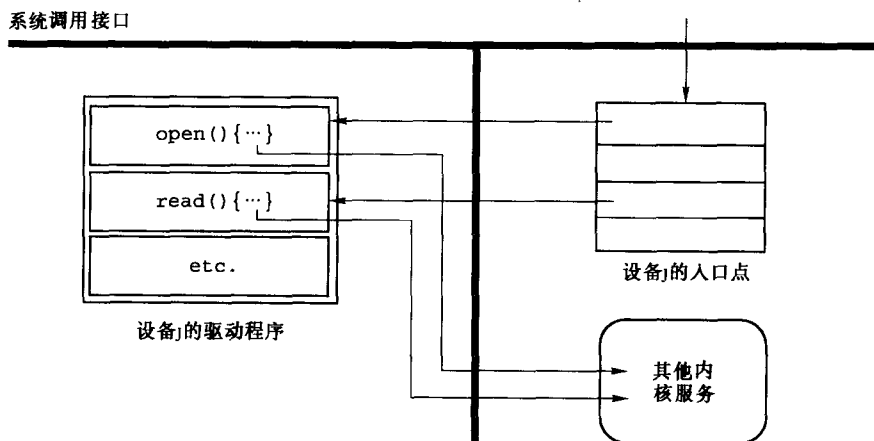 系统调用接口
open(){…}
read(){…}
etc.
设备j的驱动程序
设备j的入口点
其他内
核服务